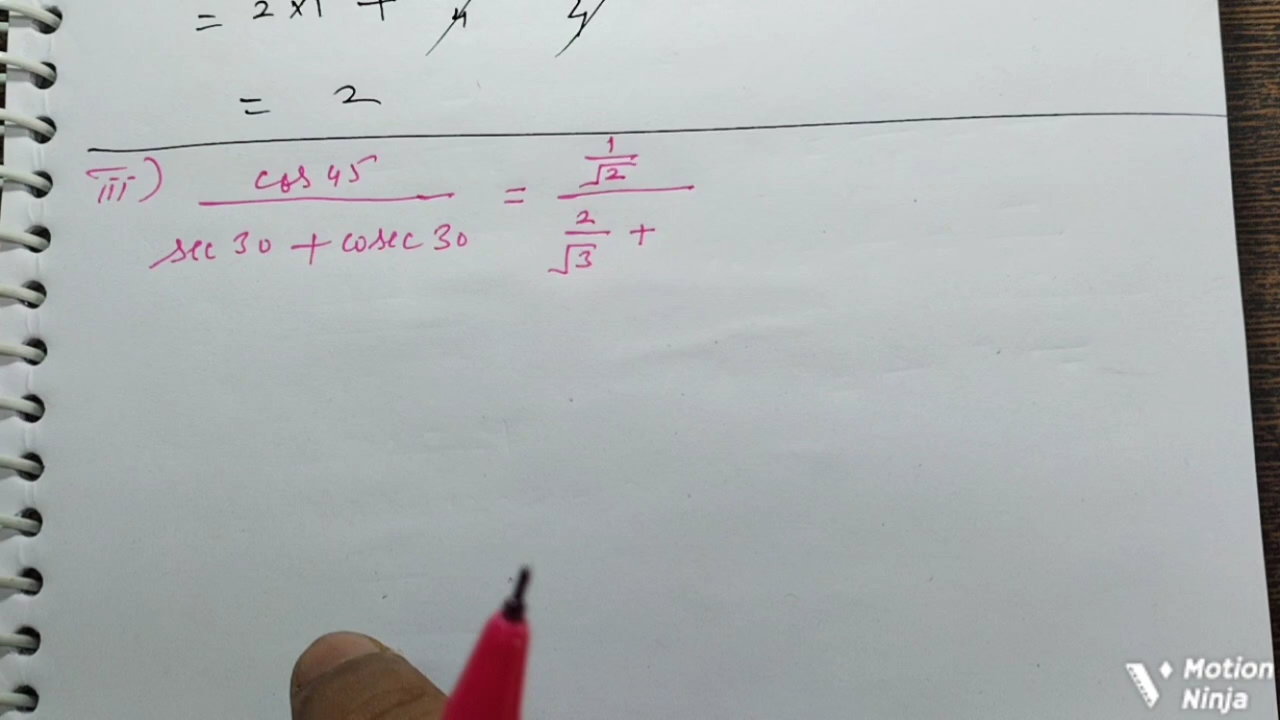 = 2×1 +
= 2
III) cos 45 / sec 30 + cosec 30 = 1/√2 / 2/√3 +
Motion
Ninja